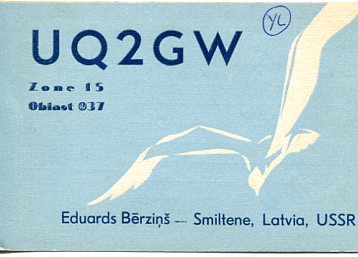 UQ2GW
YL
Zone 15
Oblast 037
Eduards Bērziņš — Smiltene, Latvia, USSR